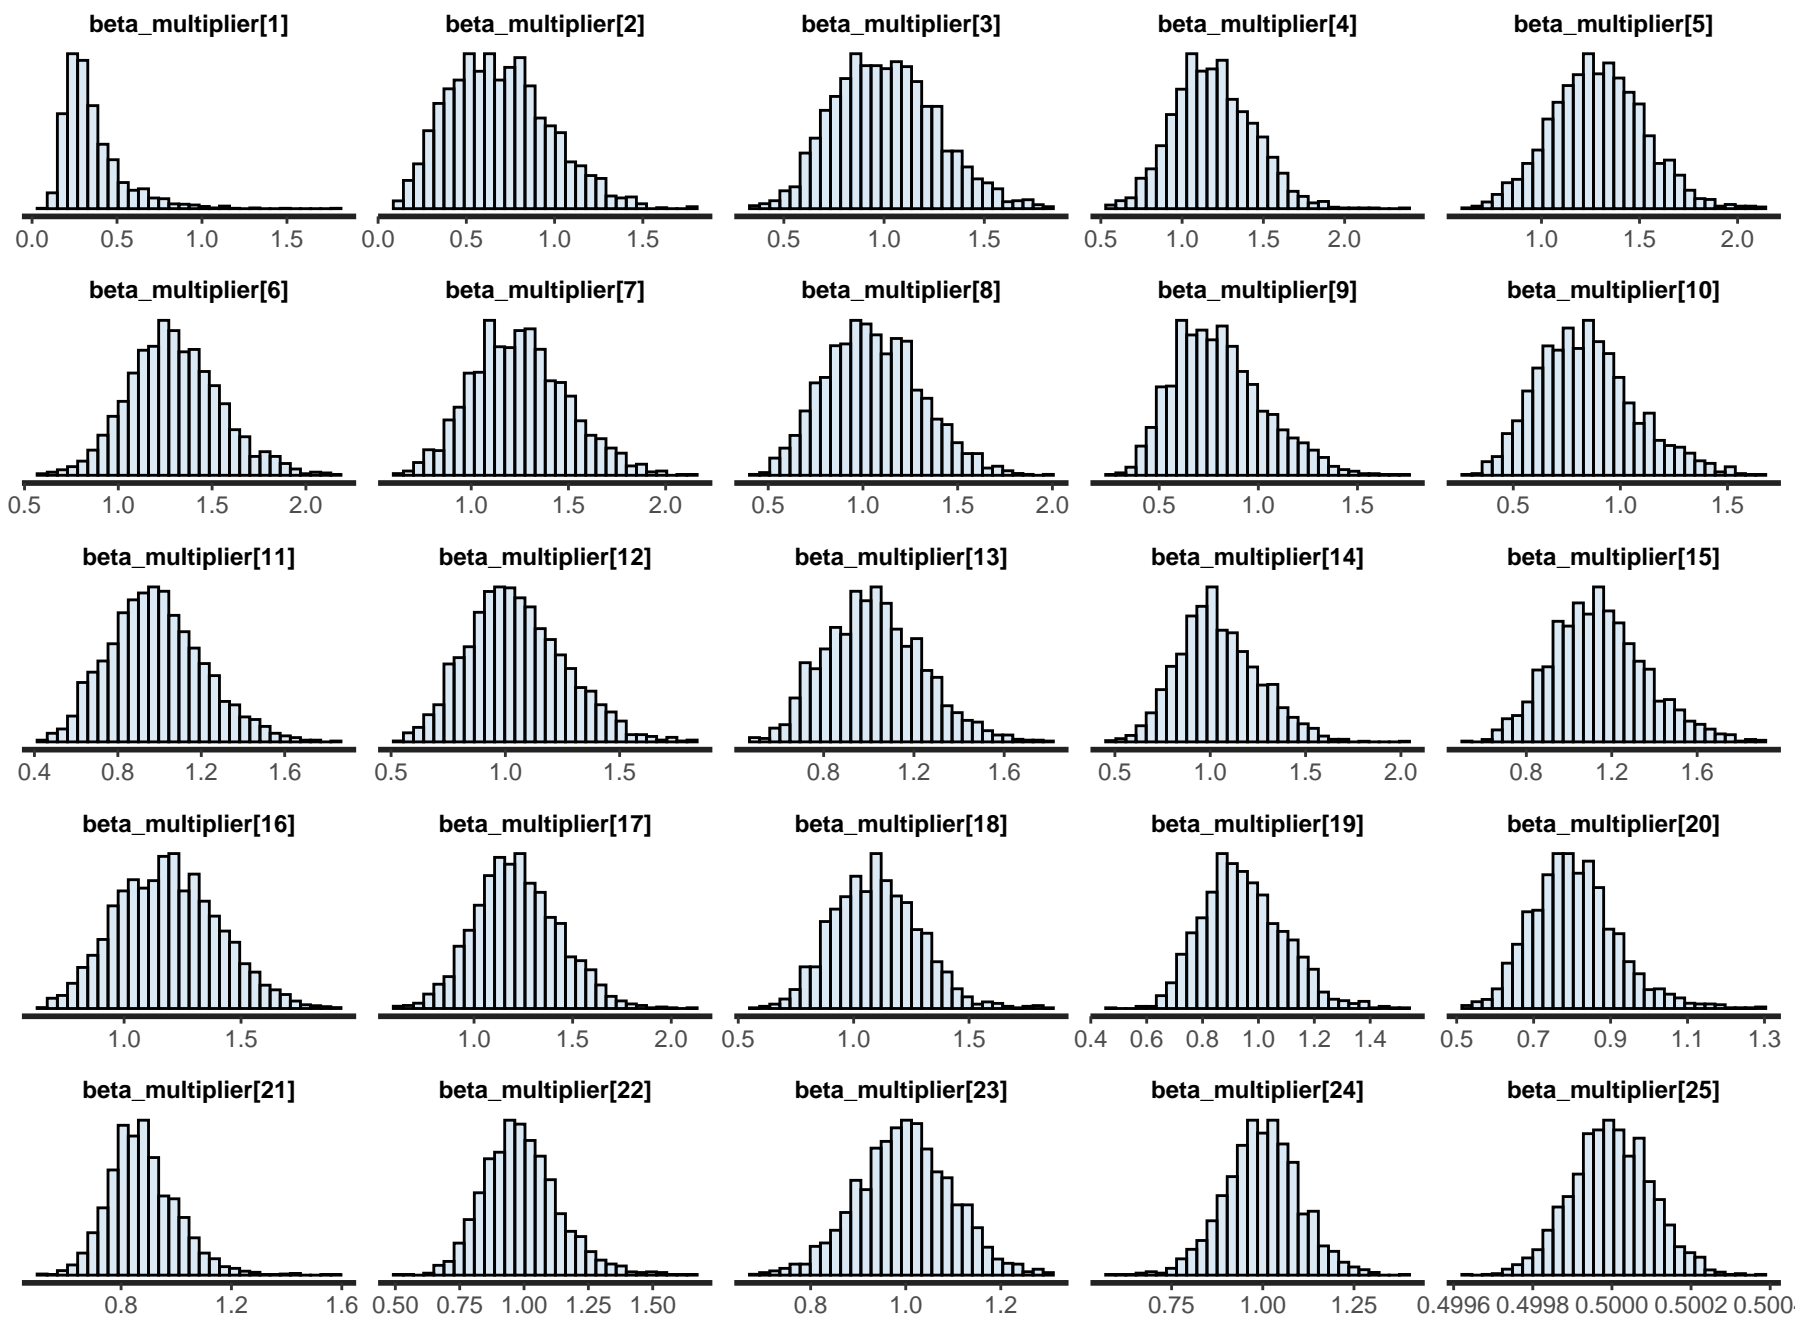 beta_multiplier[1] beta_multiplier[2] beta_multiplier[3] beta_multiplier[4] beta_multiplier[5]
0.0 0.5 1.0 1.5 0.0 0.5 1.0 1.5 0.5 1.0 1.5 0.5 1.0 1.5 2.0 1.0 1.5 2.0
beta_multiplier[6] beta_multiplier[7] beta_multiplier[8] beta_multiplier[9] beta_multiplier[10]
0.5 1.0 1.5 2.0 1.0 1.5 2.0 0.5 1.0 1.5 2.0 0.5 1.0 1.5 0.5 1.0 1.5
beta_multiplier[11] beta_multiplier[12] beta_multiplier[13] beta_multiplier[14] beta_multiplier[15]
0.4 0.8 1.2 1.6 0.5 1.0 1.5 0.8 1.2 1.6 0.5 1.0 1.5 2.0 0.8 1.2 1.6
beta_multiplier[16] beta_multiplier[17] beta_multiplier[18] beta_multiplier[19] beta_multiplier[20]
1.0 1.5 1.0 1.5 2.0 0.5 1.0 1.5 0.4 0.6 0.8 1.0 1.2 1.4 0.5 0.7 0.9 1.1 1.3
beta_multiplier[21] beta_multiplier[22] beta_multiplier[23] beta_multiplier[24] beta_multiplier[25]
0.8 1.2 1.6 0.50 0.75 1.00 1.25 1.50 0.8 1.0 1.2 0.75 1.00 1.25 0.4996 0.4998 0.5000 0.5002